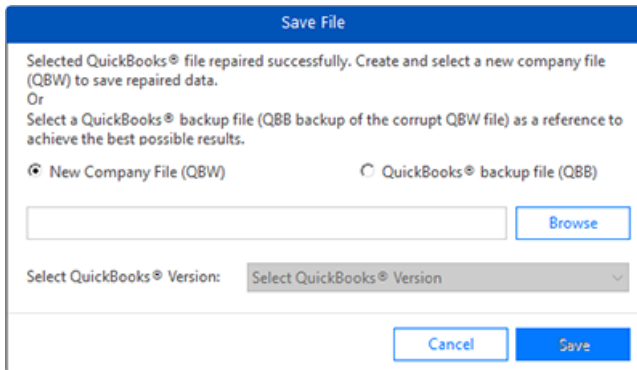 Save File
Selected QuickBooks® file repaired successfully. Create and select a new company file
(QBW) to save repaired data.
Or
Select a QuickBooks® backup file (QBB backup of the corrupt QBW file) as a reference to
achieve the best possible results.
New Company File (QBW) QuickBooks® backup file (QBB)
Browse
Select QuickBooks® Version: Select QuickBooks® Version
Cancel Save